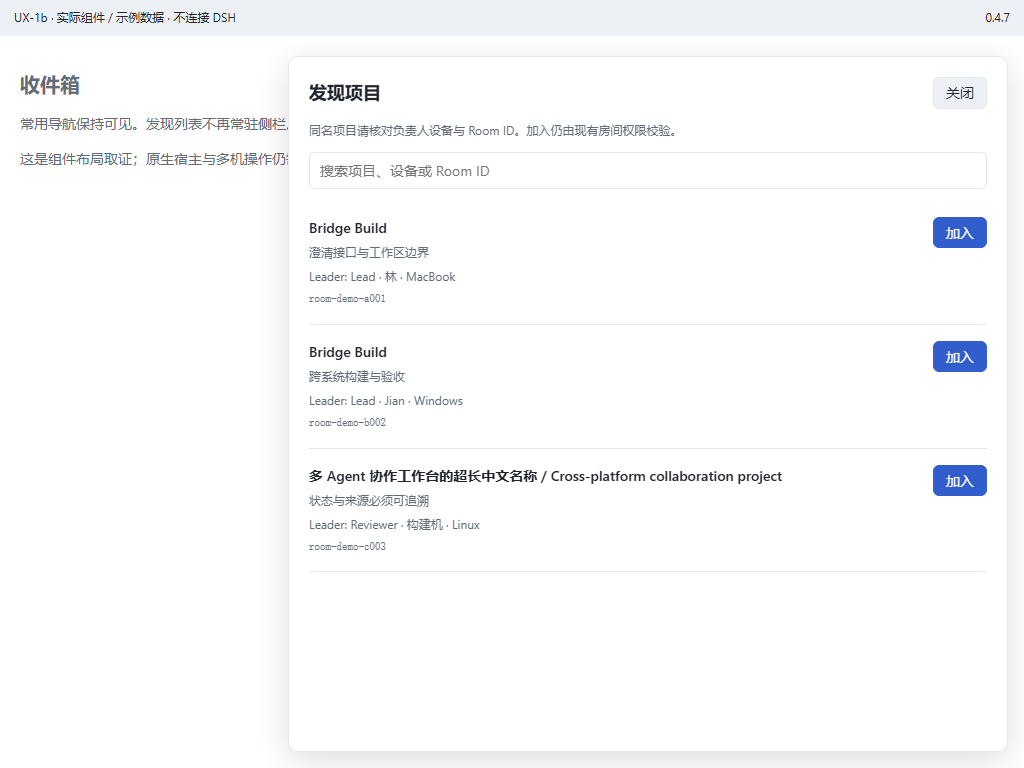 UX-1b · 实际组件 / 示例数据 · 不连接 DSH
0.4.7
收件箱
常用导航保持可见。发现列表不再常驻侧栏。
这是组件布局取证；原生宿主与多机操作仍
发现项目
关闭
同名项目请核对负责人设备与 Room ID。加入仍由现有房间权限校验。
搜索项目、设备或 Room ID
Bridge Build
加入
澄清接口与工作区边界
Leader: Lead · 林 · MacBook
room-demo-a001
Bridge Build
加入
跨系统构建与验收
Leader: Lead · Jian · Windows
room-demo-b002
多 Agent 协作工作台的超长中文名称 / Cross-platform collaboration project
加入
状态与来源必须可追溯
Leader: Reviewer · 构建机 · Linux
room-demo-c003